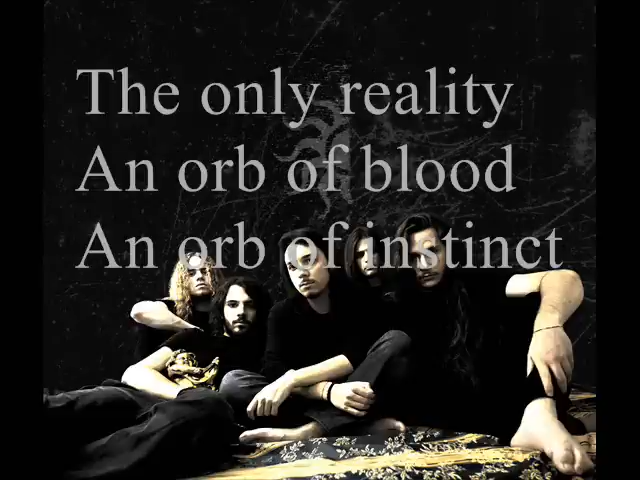 The only reality
An orb of blood
An orb of instinct